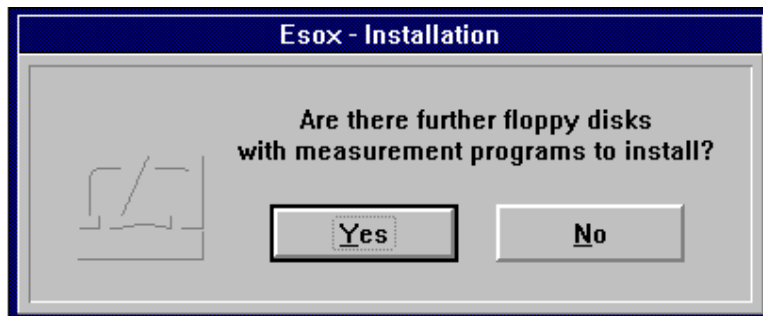 Esox - Installation
Are there further floppy disks
with measurement programs to install?
Yes No